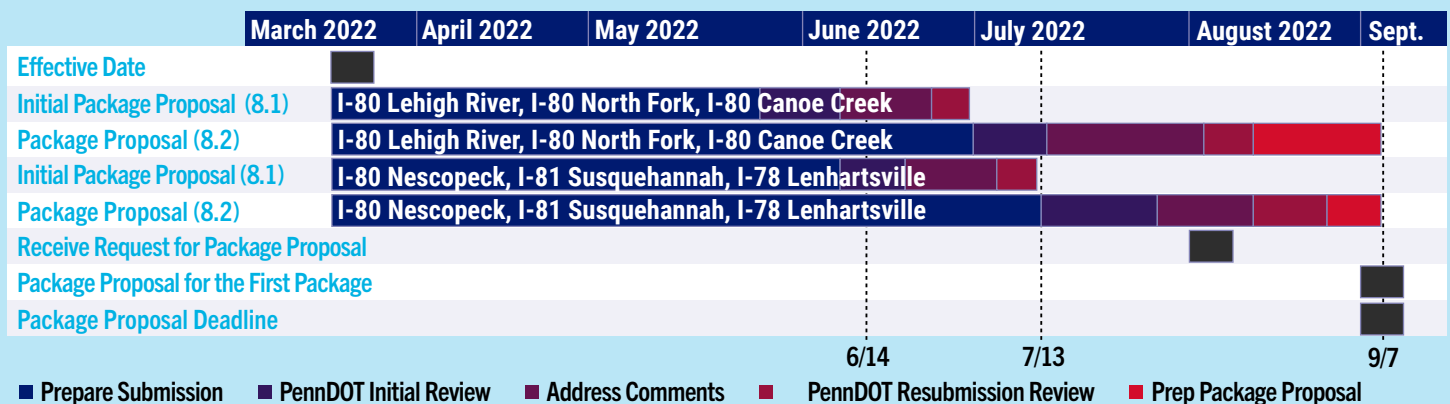 March 2022 April 2022 May 2022 June 2022 July 2022 August 2022 Sept.
Effective Date
Initial Package Proposal (8.1) I-80 Lehigh River, I-80 North Fork, I-80 Canoe Creek
Package Proposal (8.2) I-80 Lehigh River, I-80 North Fork, I-80 Canoe Creek
Initial Package Proposal (8.1) I-80 Nescopeck, I-81 Susquehannah, I-78 Lenhartsville
Package Proposal (8.2) I-80 Nescopeck, I-81 Susquehannah, I-78 Lenhartsville
Receive Request for Package Proposal
Package Proposal for the First Package
Package Proposal Deadline
6/14 7/13 9/7
Prepare Submission PennDOT Initial Review Address Comments PennDOT Resubmission Review Prep Package Proposal